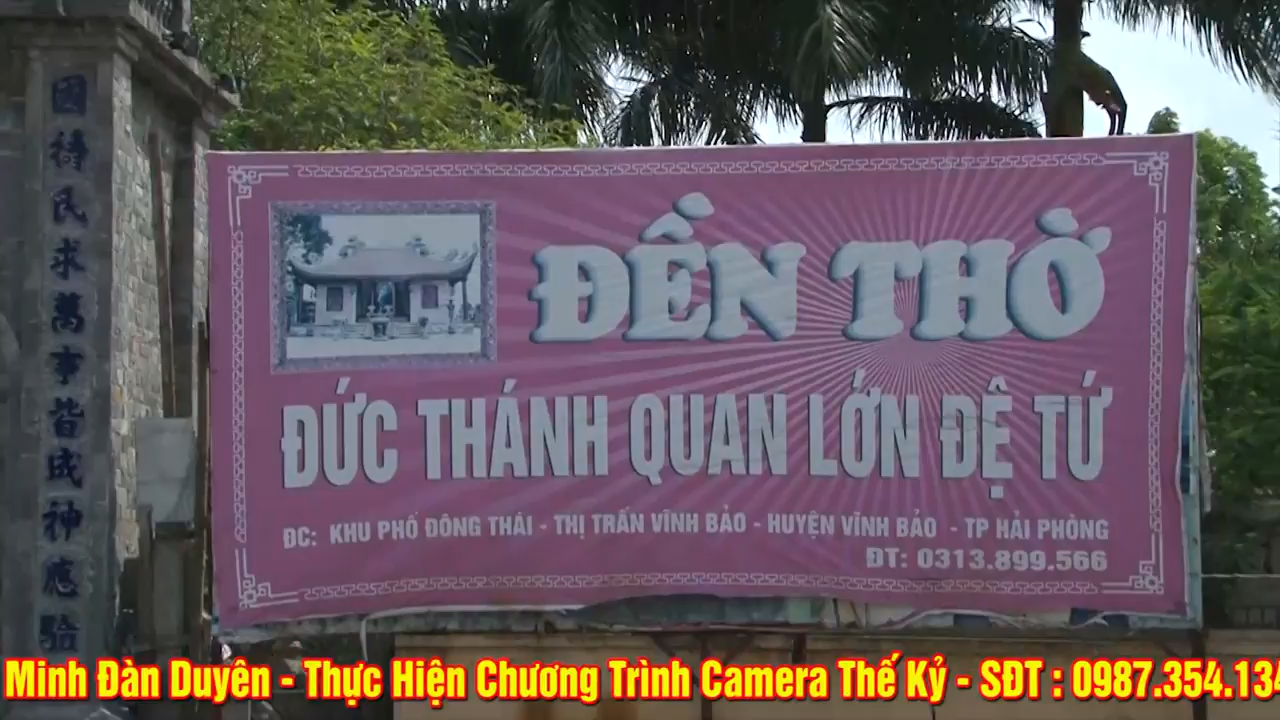 國禱民求萬事皆成神應驗
ĐỀN THỜ
ĐỨC THÁNH QUAN LỚN ĐỆ TỨ
ĐC: KHU PHỐ ĐÔNG THÁI - THỊ TRẤN VĨNH BẢO - HUYỆN VĨNH BẢO - TP HẢI PHÒNG
ĐT: 0313.899.566
Minh Đàn Duyên - Thực Hiện Chương Trình Camera Thế Kỷ - SĐT : 0987.354.134